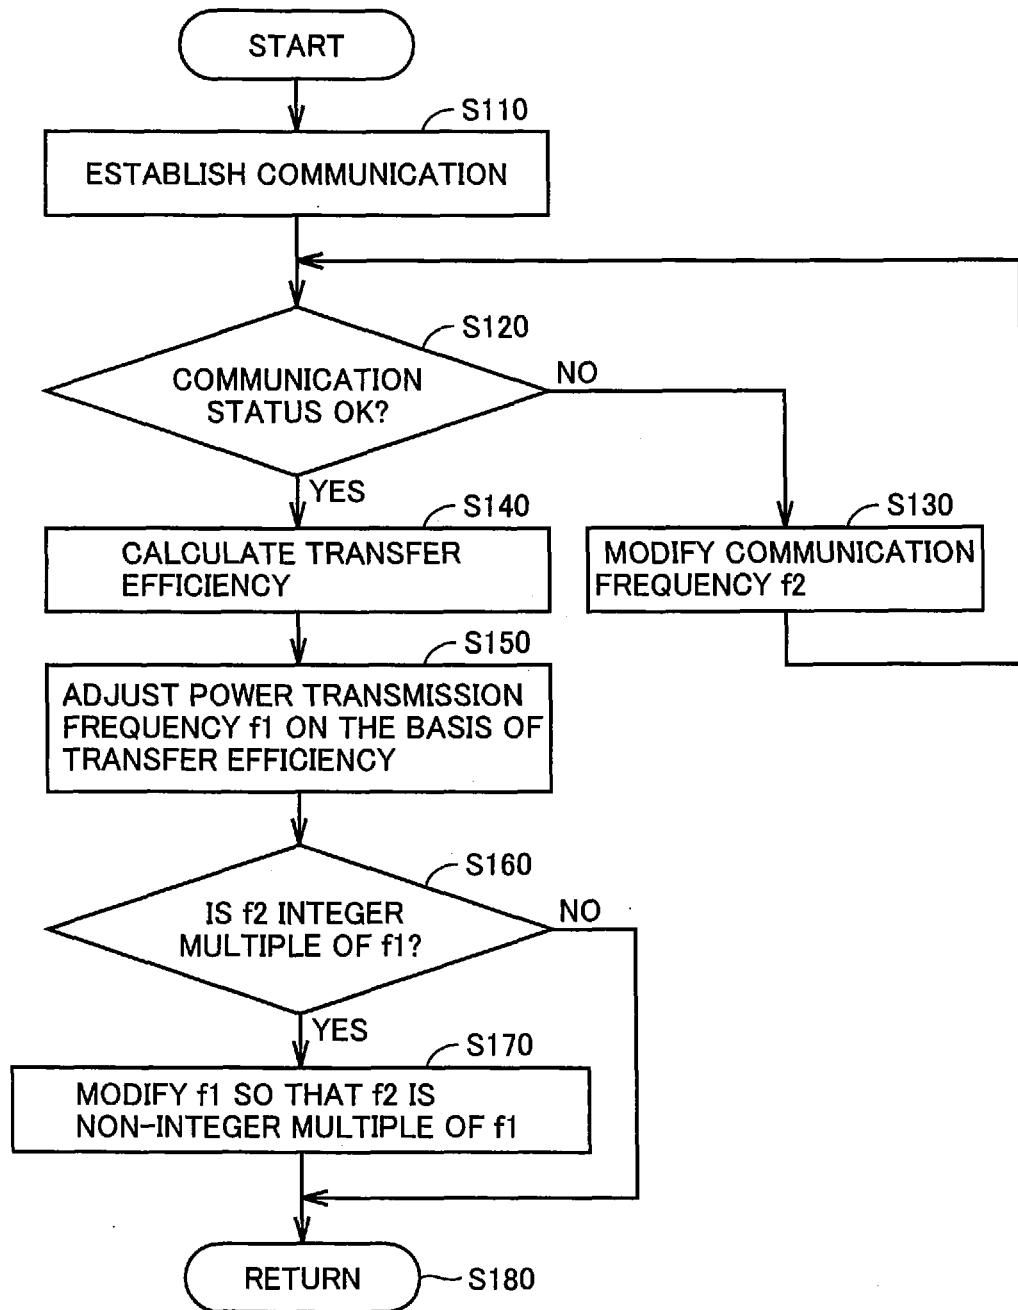 START
S110
ESTABLISH COMMUNICATION
S120
COMMUNICATION
STATUS OK?
NO
YES
S130
MODIFY COMMUNICATION
FREQUENCY f2
S140
CALCULATE TRANSFER
EFFICIENCY
S150
ADJUST POWER TRANSMISSION
FREQUENCY f1 ON THE BASIS OF
TRANSFER EFFICIENCY
S160
IS f2 INTEGER
MULTIPLE OF f1?
NO
YES
S170
MODIFY f1 SO THAT f2 IS
NON-INTEGER MULTIPLE OF f1
RETURN
S180